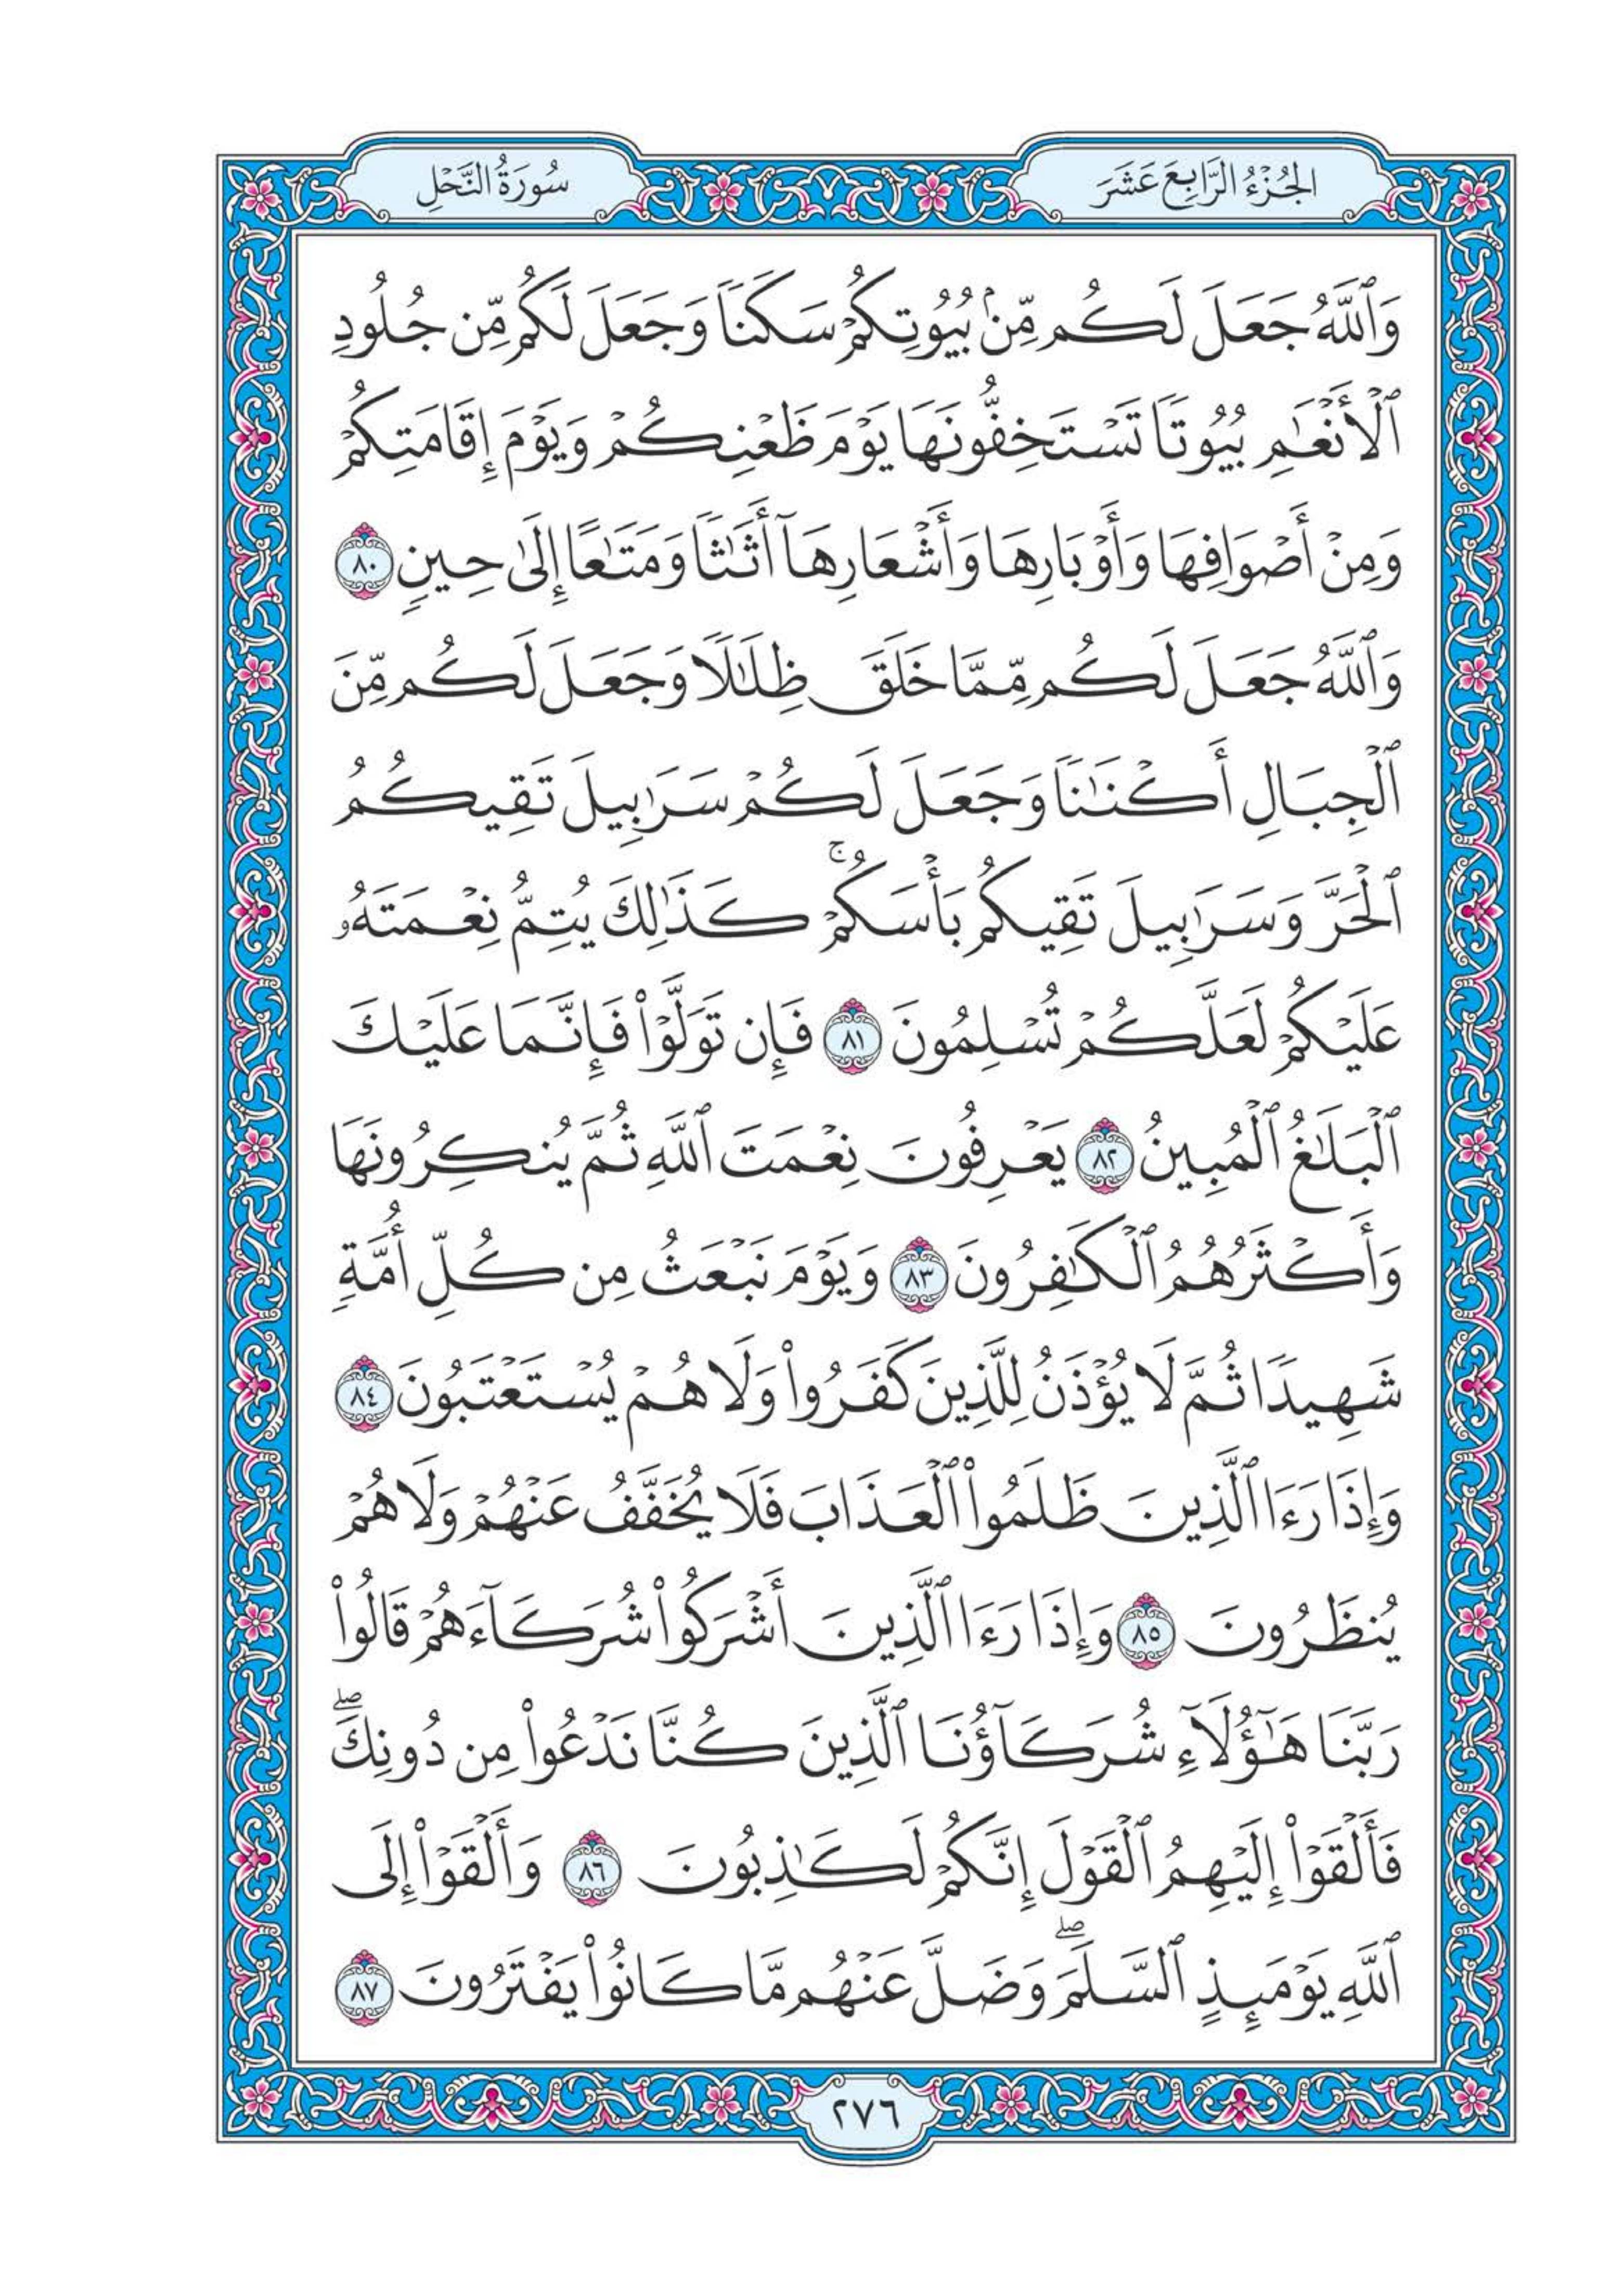 الجُزْءُ الرَّابِعَ عَشَرَ
سُورَةُ النَّحْلِ
وَٱللَّهُ جَعَلَ لَكُم مِّنۢ بُيُوتِكُمْ سَكَنًا وَجَعَلَ لَكُم مِّن جُلُودِ
ٱلْأَنْعَـٰمِ بُيُوتًا تَسْتَخِفُّونَهَا يَوْمَ ظَعْنِكُمْ وَيَوْمَ إِقَامَتِكُمْ
وَمِنْ أَصْوَافِهَا وَأَوْبَارِهَا وَأَشْعَارِهَآ أَثَـٰثًا وَمَتَـٰعًا إِلَىٰ حِينٍ ٨٠
وَٱللَّهُ جَعَلَ لَكُم مِّمَّا خَلَقَ ظِلَـٰلًا وَجَعَلَ لَكُم مِّنَ
ٱلْجِبَالِ أَكْنَـٰنًا وَجَعَلَ لَكُمْ سَرَٰبِيلَ تَقِيكُمُ
ٱلْحَرَّ وَسَرَٰبِيلَ تَقِيكُم بَأْسَكُمْ ۚ كَذَٰلِكَ يُتِمُّ نِعْمَتَهُۥ
عَلَيْكُمْ لَعَلَّكُمْ تُسْلِمُونَ ٨١ فَإِن تَوَلَّوْا۟ فَإِنَّمَا عَلَيْكَ
ٱلْبَلَـٰغُ ٱلْمُبِينُ ٨٢ يَعْرِفُونَ نِعْمَتَ ٱللَّهِ ثُمَّ يُنكِرُونَهَا
وَأَكْثَرُهُمُ ٱلْكَـٰفِرُونَ ٨٣ وَيَوْمَ نَبْعَثُ مِن كُلِّ أُمَّةٍ
شَهِيدًا ثُمَّ لَا يُؤْذَنُ لِلَّذِينَ كَفَرُوا۟ وَلَا هُمْ يُسْتَعْتَبُونَ ٨٤
وَإِذَا رَءَا ٱلَّذِينَ ظَلَمُوا۟ ٱلْعَذَابَ فَلَا يُخَفَّفُ عَنْهُمْ وَلَا هُمْ
يُنظَرُونَ ٨٥ وَإِذَا رَءَا ٱلَّذِينَ أَشْرَكُوا۟ شُرَكَآءَهُمْ قَالُوا۟
رَبَّنَا هَـٰٓؤُلَآءِ شُرَكَآؤُنَا ٱلَّذِينَ كُنَّا نَدْعُوا۟ مِن دُونِكَ ۖ
فَأَلْقَوْا۟ إِلَيْهِمُ ٱلْقَوْلَ إِنَّكُمْ لَكَـٰذِبُونَ ٨٦ وَأَلْقَوْا۟ إِلَى
ٱللَّهِ يَوْمَئِذٍ ٱلسَّلَمَ ۖ وَضَلَّ عَنْهُم مَّا كَانُوا۟ يَفْتَرُونَ ٨٧
٢٧٦